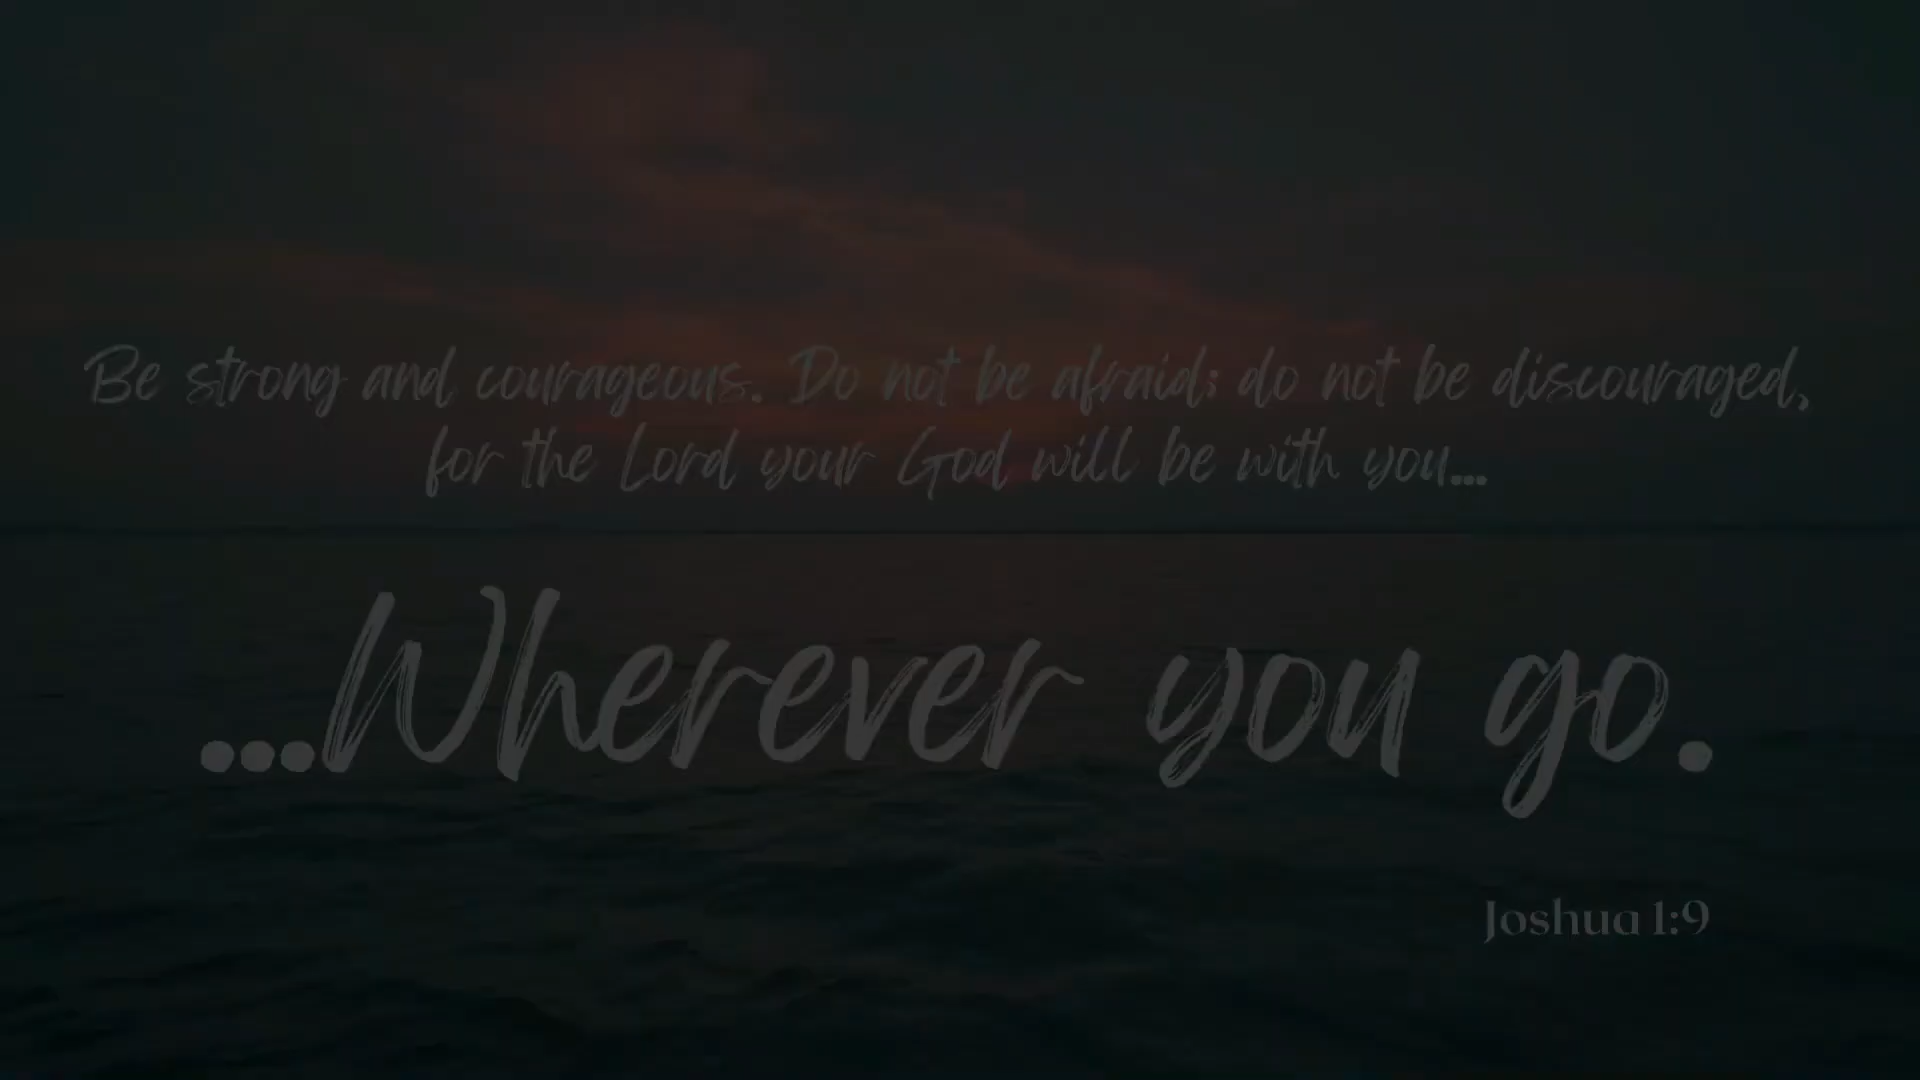 Be strong and courageous. Do not be afraid; do not be discouraged,
for the Lord your God will be with you...
...Wherever you go.
Joshua 1:9